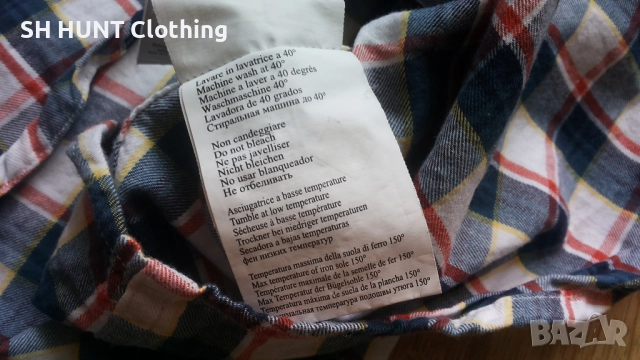 SH HUNT Clothing
Lavare in lavatrice a 40°
Machine wash at 40°
Machine a laver a 40 degrés
Waschmaschine 40°
Lavadora de 40 grados
Стиральная машина до 40°
Non candeggiare
Do not bleach
Ne pas javelliser
Nicht bleichen
No usar blanqueador
Не отбеливать
Asciugatrice a basse temperature
Tumble at low temperature
Sécheuse à basse température
Trockner bei niedriger temperaturen
Secadora a bajas temperaturas
фен низких температур
Temperatura massima della suola di ferro 150°
Max temperature of iron sole 150°
Température maximale de la semelle de fer 150°
Max Temperatur der Bugelsohle 150°
Temperatura máxima de suela de la plancha 150°
температура подошвы утюга 150°
BAZAR